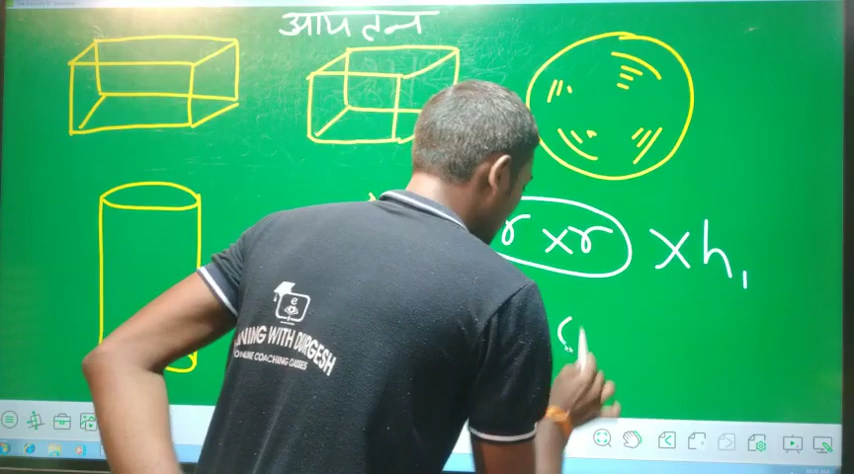 आयतन
r × r × h,
e
NING WITH DURGESH
ONLINE COACHING CLASSES